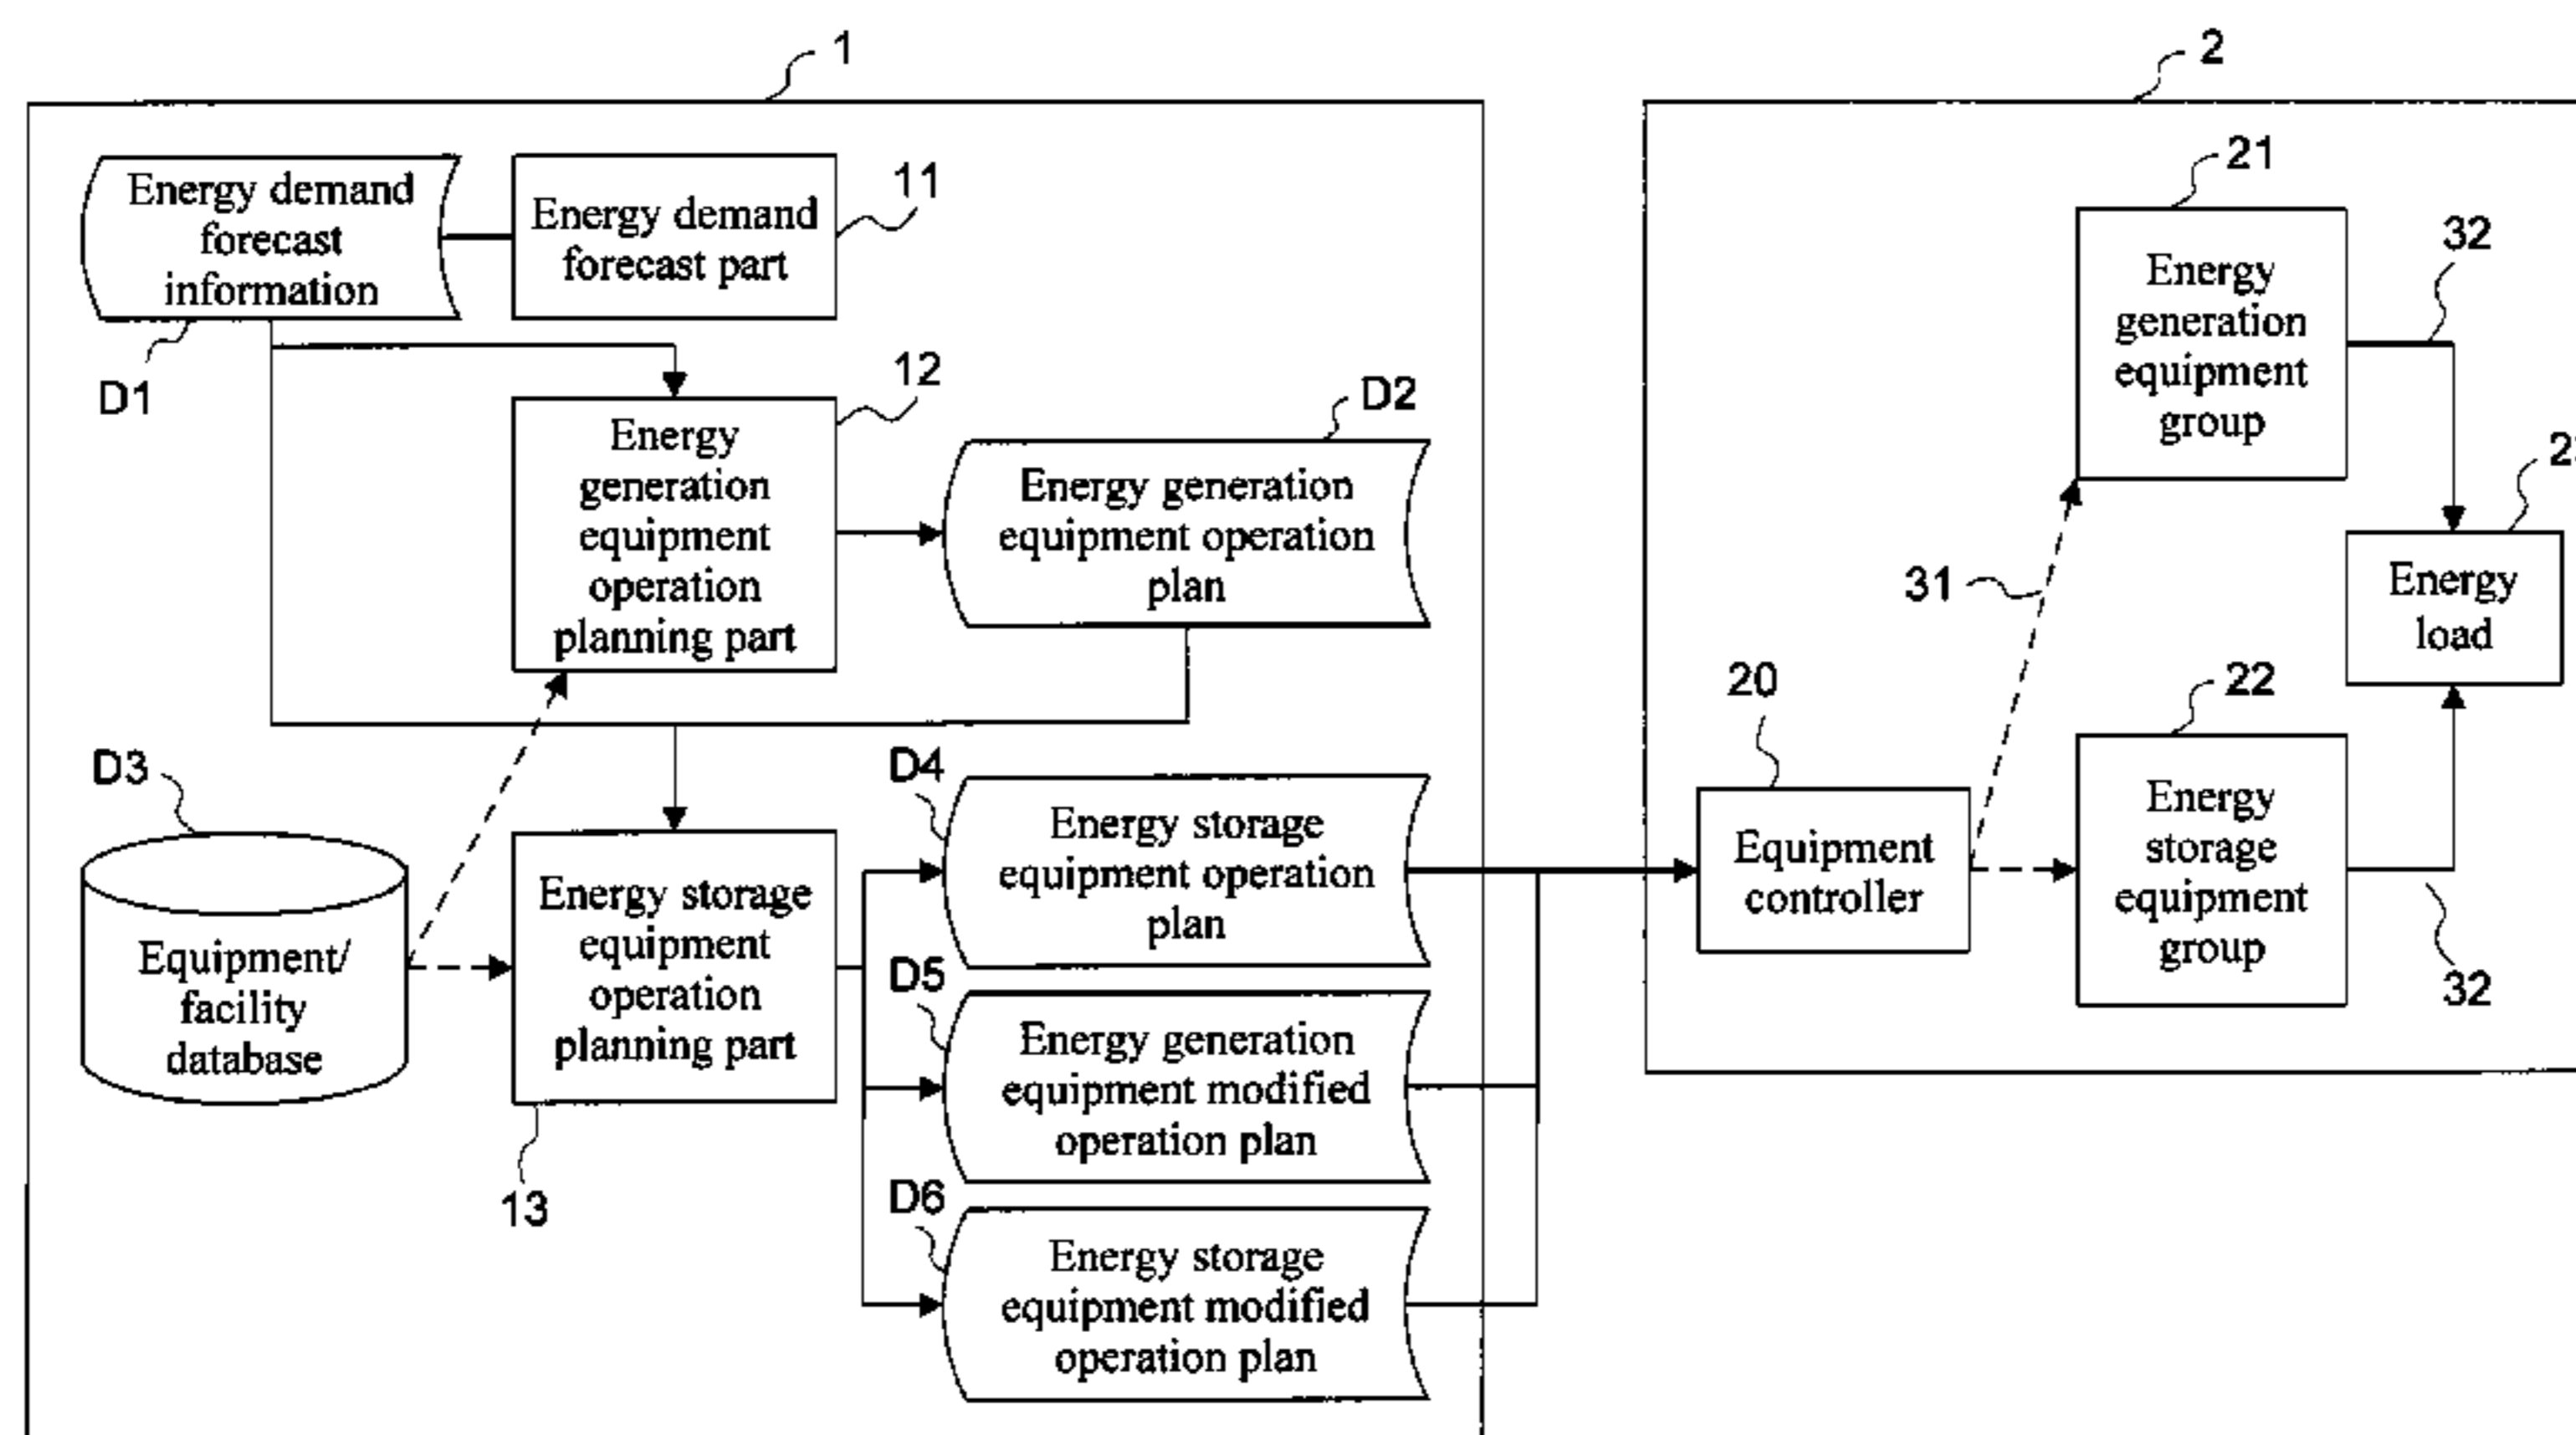 1
2
Energy demand
forecast
information
D1
Energy demand
forecast part
11
12
Energy
generation
equipment
operation
planning part
D2
Energy generation
equipment operation
plan
D3
Equipment/
facility
database
Energy storage
equipment
operation
planning part
13
D4
Energy storage
equipment operation
plan
D5
Energy generation
equipment modified
operation plan
D6
Energy storage
equipment modified
operation plan
20
Equipment
controller
21
Energy
generation
equipment
group
31
32
Energy
load
22
Energy
storage
equipment
group
32